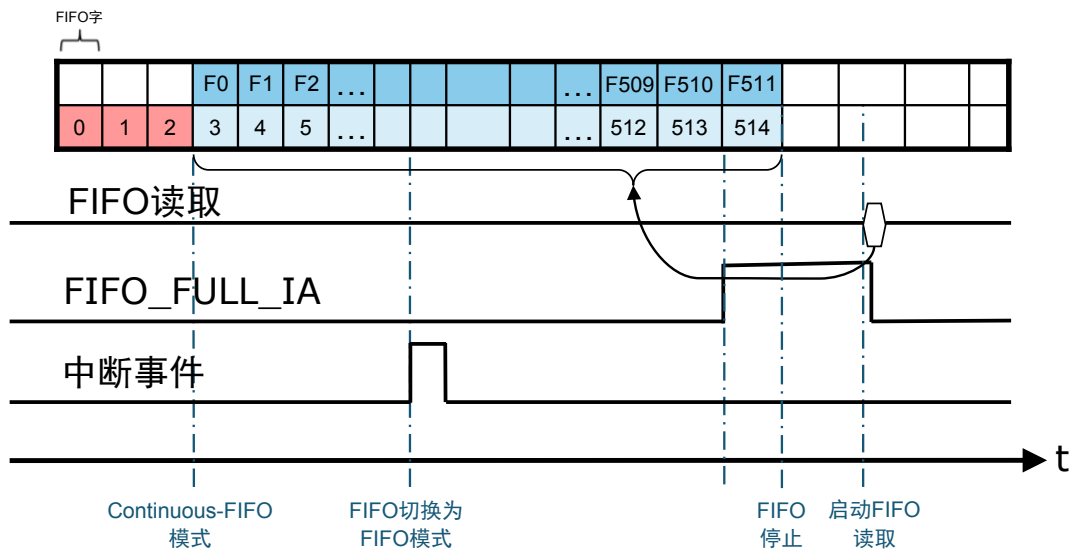 FIFO字
F0 F1 F2 ... ... F509 F510 F511
0 1 2 3 4 5 ... ... 512 513 514
FIFO读取
FIFO_FULL_IA
中断事件
t
Continuous-FIFO
模式
FIFO切换为
FIFO模式
FIFO
停止
启动FIFO
读取